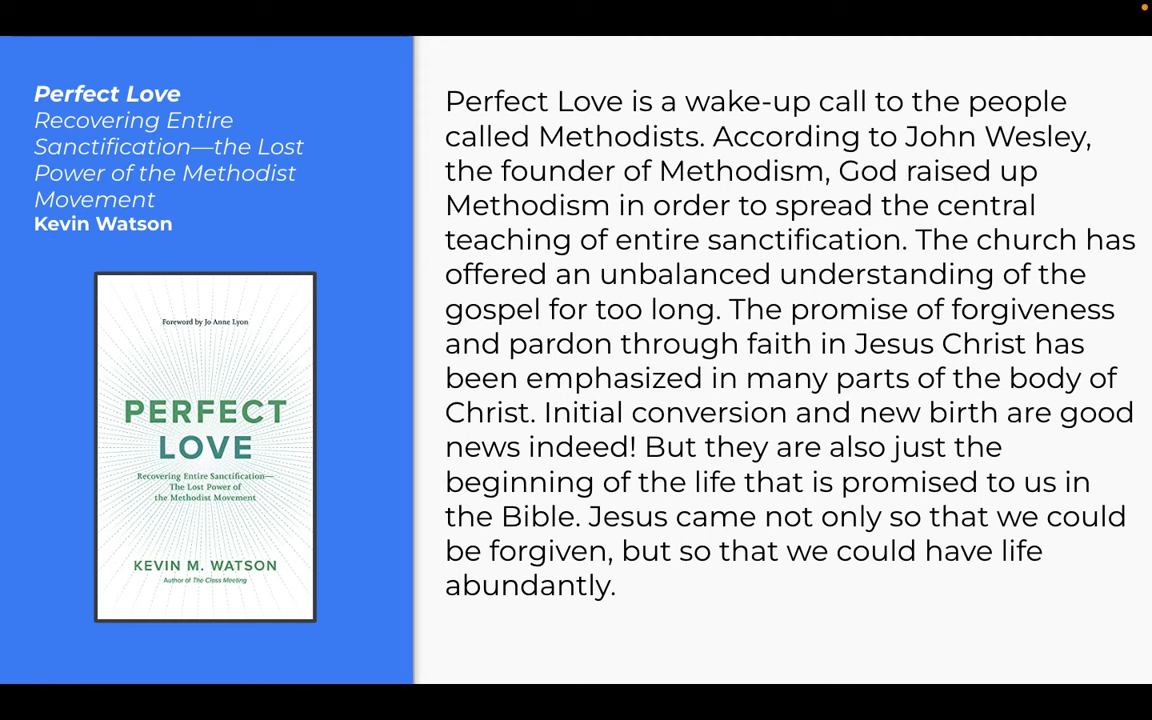 Perfect Love
Recovering Entire
Sanctification—the Lost
Power of the Methodist
Movement
Kevin Watson
Foreword by Jo Anne Lyon
PERFECT
LOVE
Recovering Entire Sanctification—
The Lost Power of
the Methodist Movement
KEVIN M. WATSON
Author of The Class Meeting
Perfect Love is a wake-up call to the people
called Methodists. According to John Wesley,
the founder of Methodism, God raised up
Methodism in order to spread the central
teaching of entire sanctification. The church has
offered an unbalanced understanding of the
gospel for too long. The promise of forgiveness
and pardon through faith in Jesus Christ has
been emphasized in many parts of the body of
Christ. Initial conversion and new birth are good
news indeed! But they are also just the
beginning of the life that is promised to us in
the Bible. Jesus came not only so that we could
be forgiven, but so that we could have life
abundantly.